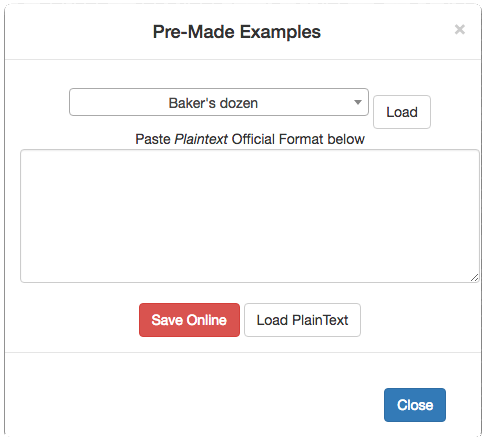 Pre-Made Examples ×
Baker's dozen
Load
Paste Plaintext Official Format below
Save Online
Load PlainText
Close